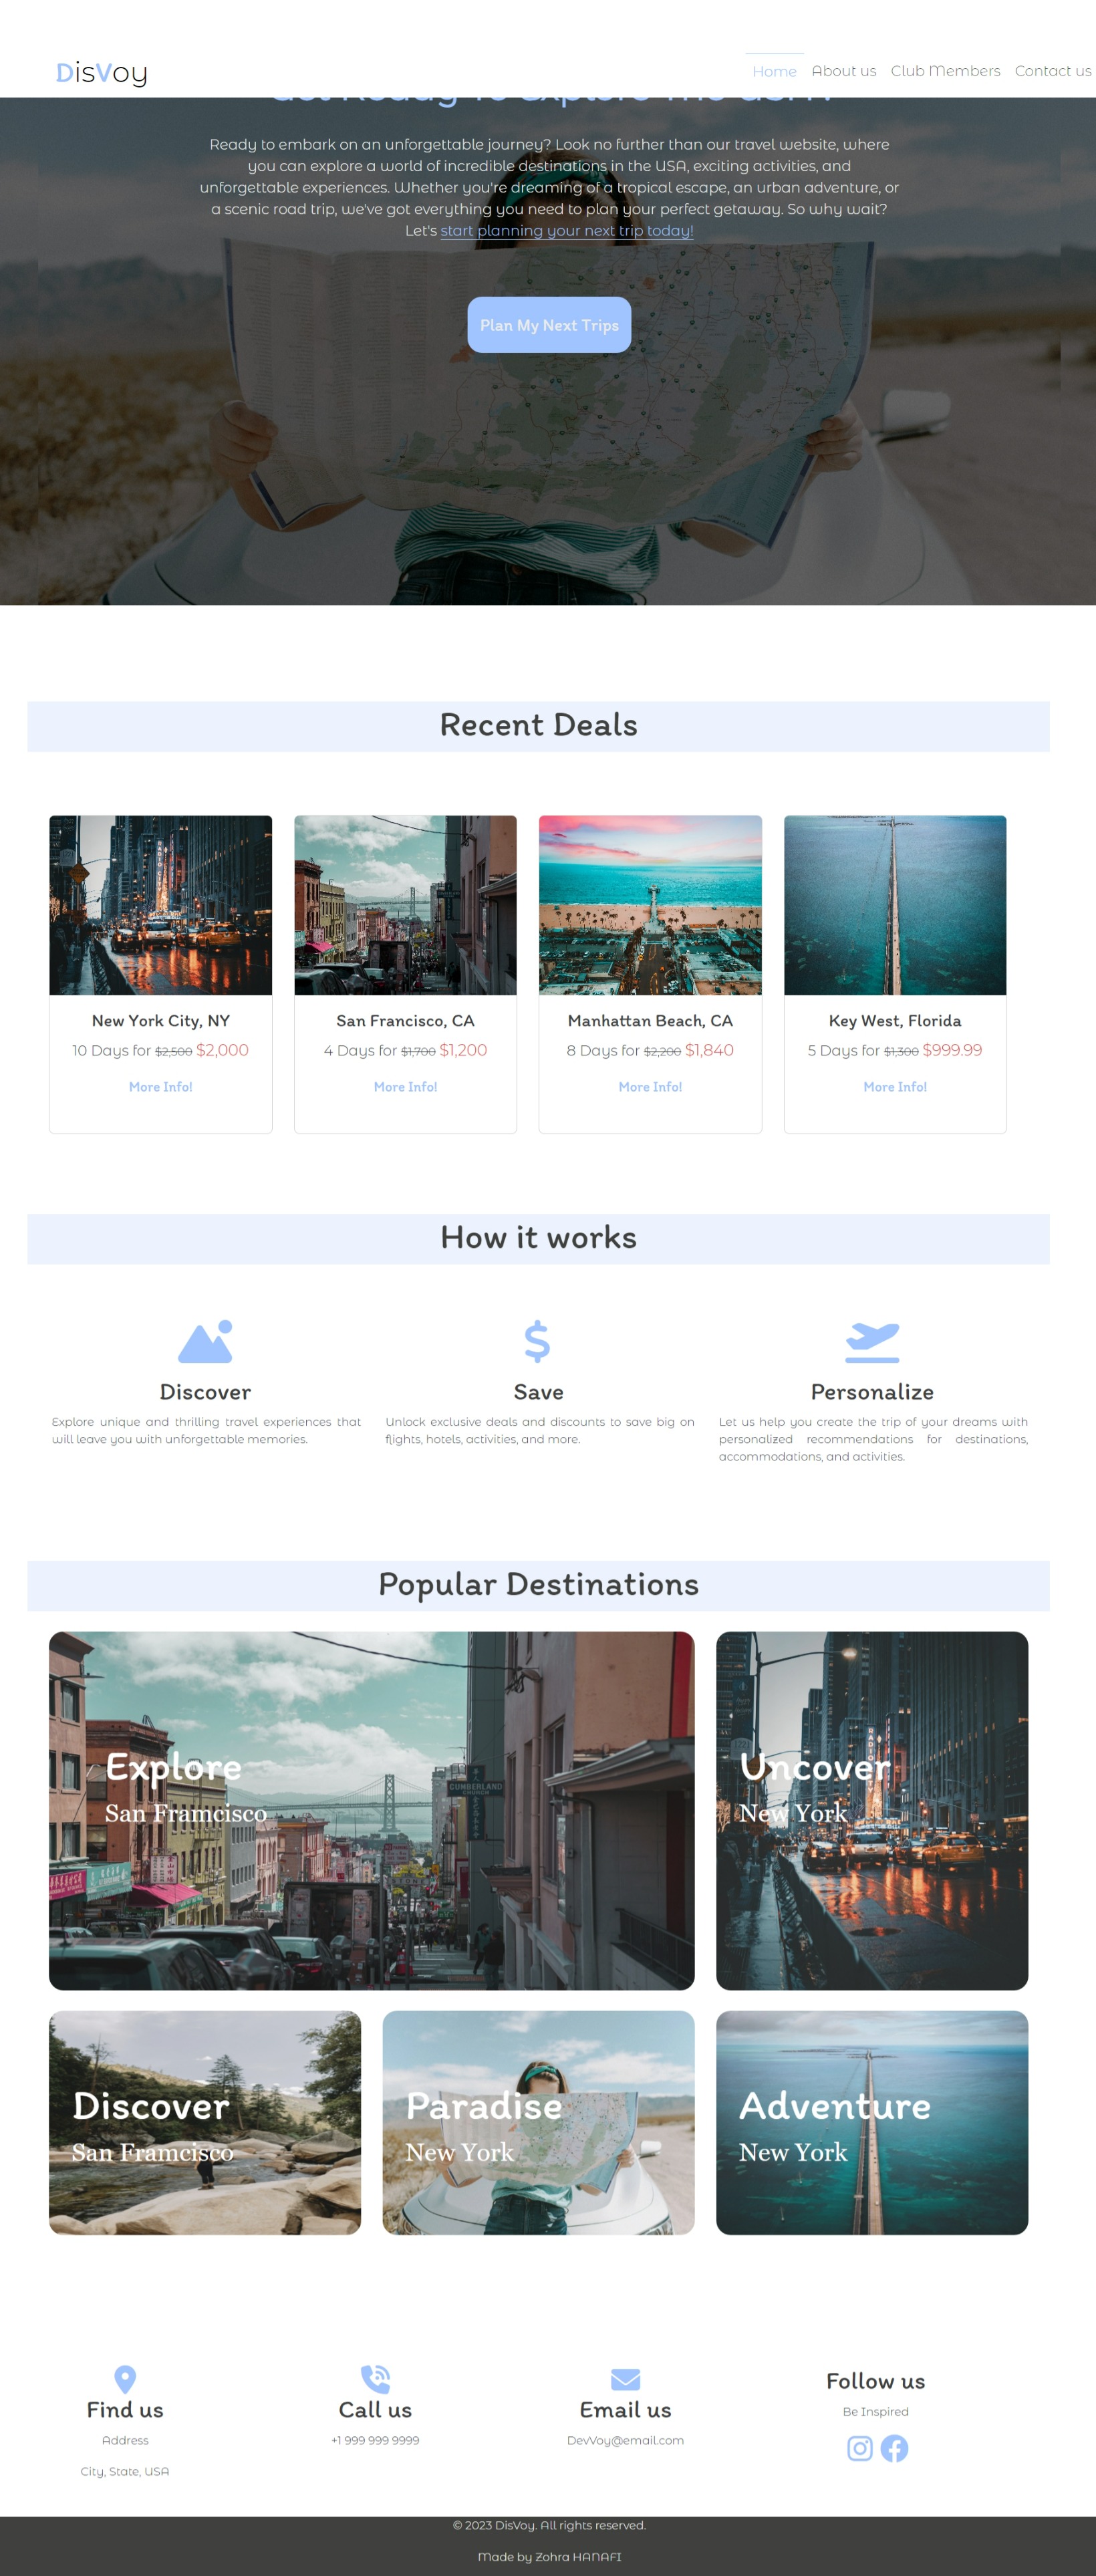 DisVoy
Home About us Club Members Contact us
Get Ready To Explore The USA!
Ready to embark on an unforgettable journey? Look no further than our travel website, where
you can explore a world of incredible destinations in the USA, exciting activities, and
unforgettable experiences. Whether you're dreaming of a tropical escape, an urban adventure, or
a scenic road trip, we've got everything you need to plan your perfect getaway. So why wait?
Let's start planning your next trip today!
Plan My Next Trips
Recent Deals
New York City, NY
10 Days for $2,500 $2,000
More Info!
San Francisco, CA
4 Days for $1,700 $1,200
More Info!
Manhattan Beach, CA
8 Days for $2,200 $1,840
More Info!
Key West, Florida
5 Days for $1,300 $999.99
More Info!
How it works
Discover
Explore unique and thrilling travel experiences that
will leave you with unforgettable memories.
Save
Unlock exclusive deals and discounts to save big on
flights, hotels, activities, and more.
Personalize
Let us help you create the trip of your dreams with
personalized recommendations for destinations,
accommodations, and activities.
Popular Destinations
Explore
San Framcisco
CUMBERLAND
CHURCH
Uncover
New York
RADIO
Discover
San Framcisco
Paradise
New York
Adventure
New York
Find us
Address
City, State, USA
Call us
+1 999 999 9999
Email us
DevVoy@email.com
Follow us
Be Inspired
© 2023 DisVoy. All rights reserved.
Made by Zohra HANAFI